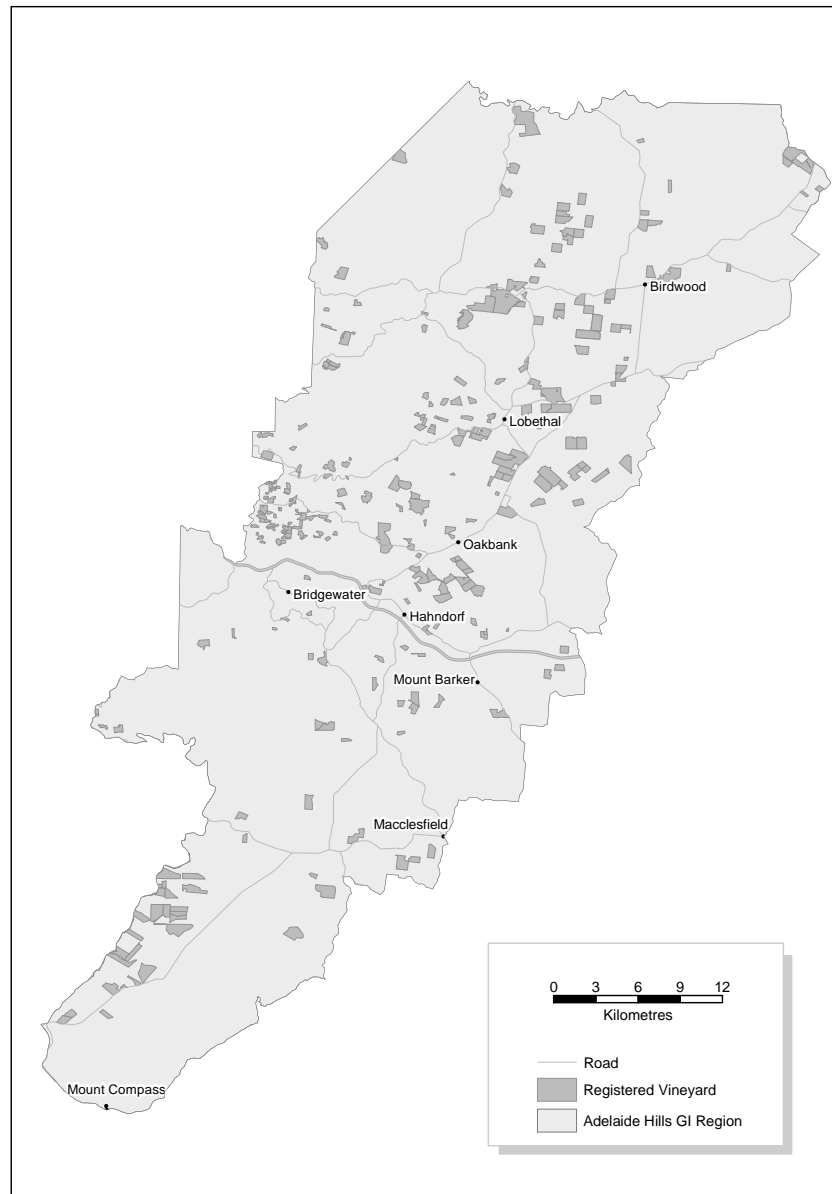 Birdwood
Lobethal
Oakbank
Bridgewater
Hahndorf
Mount Barker
Macclesfield
Mount Compass
0 3 6 9 12
Kilometres
Road
Registered Vineyard
Adelaide Hills GI Region